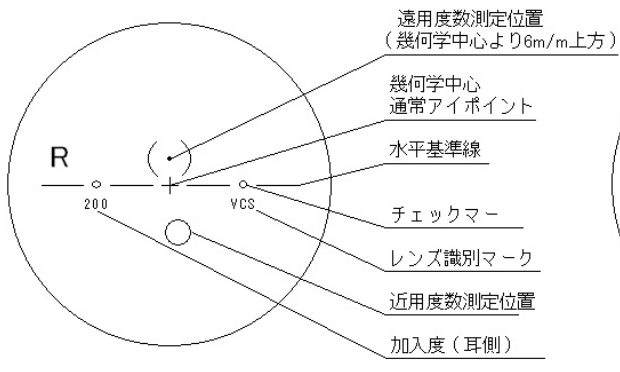 遠用度数測定位置
(幾何学中心より6m/m上方)
幾何学中心
通常アイポイント
R
水平基準線
200
VCS
チェックマー
レンズ識別マーク
近用度数測定位置
加入度(耳側)